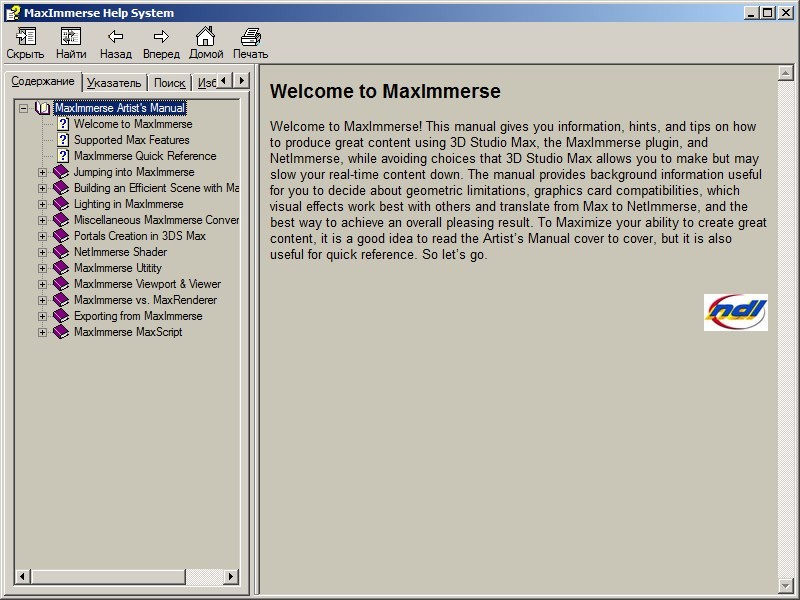 MaxImmerse Help System
Скрыть Найти Назад Вперед Домой Печать
Содержание Указатель Поиск Изб
MaxImmerse Artist's Manual
Welcome to MaxImmerse
Supported Max Features
MaxImmerse Quick Reference
Jumping into MaxImmerse
Building an Efficient Scene with Ma
Lighting in MaxImmerse
Miscellaneous MaxImmerse Conver
Portals Creation in 3DS Max
NetImmerse Shader
MaxImmerse Utitity
MaxImmerse Viewport & Viewer
MaxImmerse vs. MaxRenderer
Exporting from MaxImmerse
MaxImmerse MaxScript
Welcome to MaxImmerse
Welcome to MaxImmerse! This manual gives you information, hints, and tips on how
to produce great content using 3D Studio Max, the MaxImmerse plugin, and
NetImmerse, while avoiding choices that 3D Studio Max allows you to make but may
slow your real-time content down. The manual provides background information useful
for you to decide about geometric limitations, graphics card compatibilities, which
visual effects work best with others and translate from Max to NetImmerse, and the
best way to achieve an overall pleasing result. To Maximize your ability to create great
content, it is a good idea to read the Artist's Manual cover to cover, but it is also
useful for quick reference. So let's go.
ndl